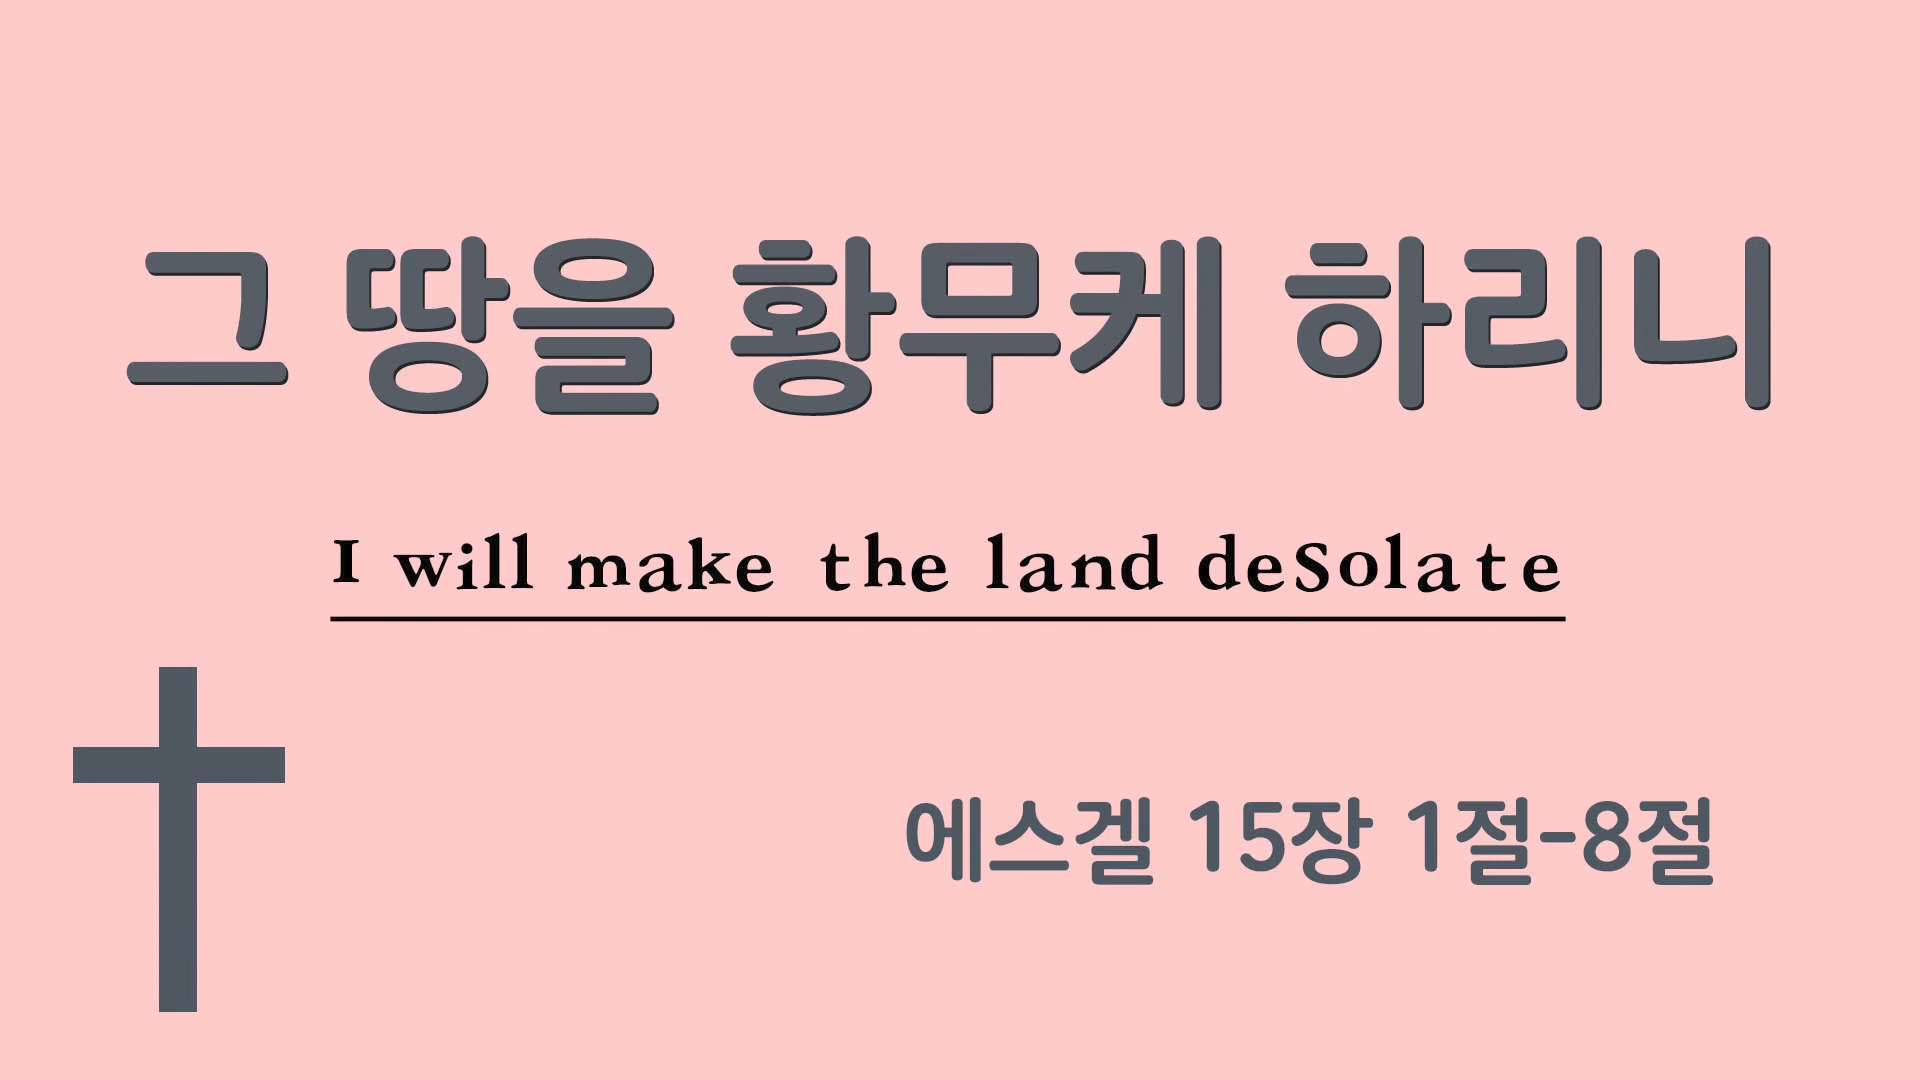 그 땅을 황무케 하리니
I will make the land deSolate
에스겔 15장 1절-8절